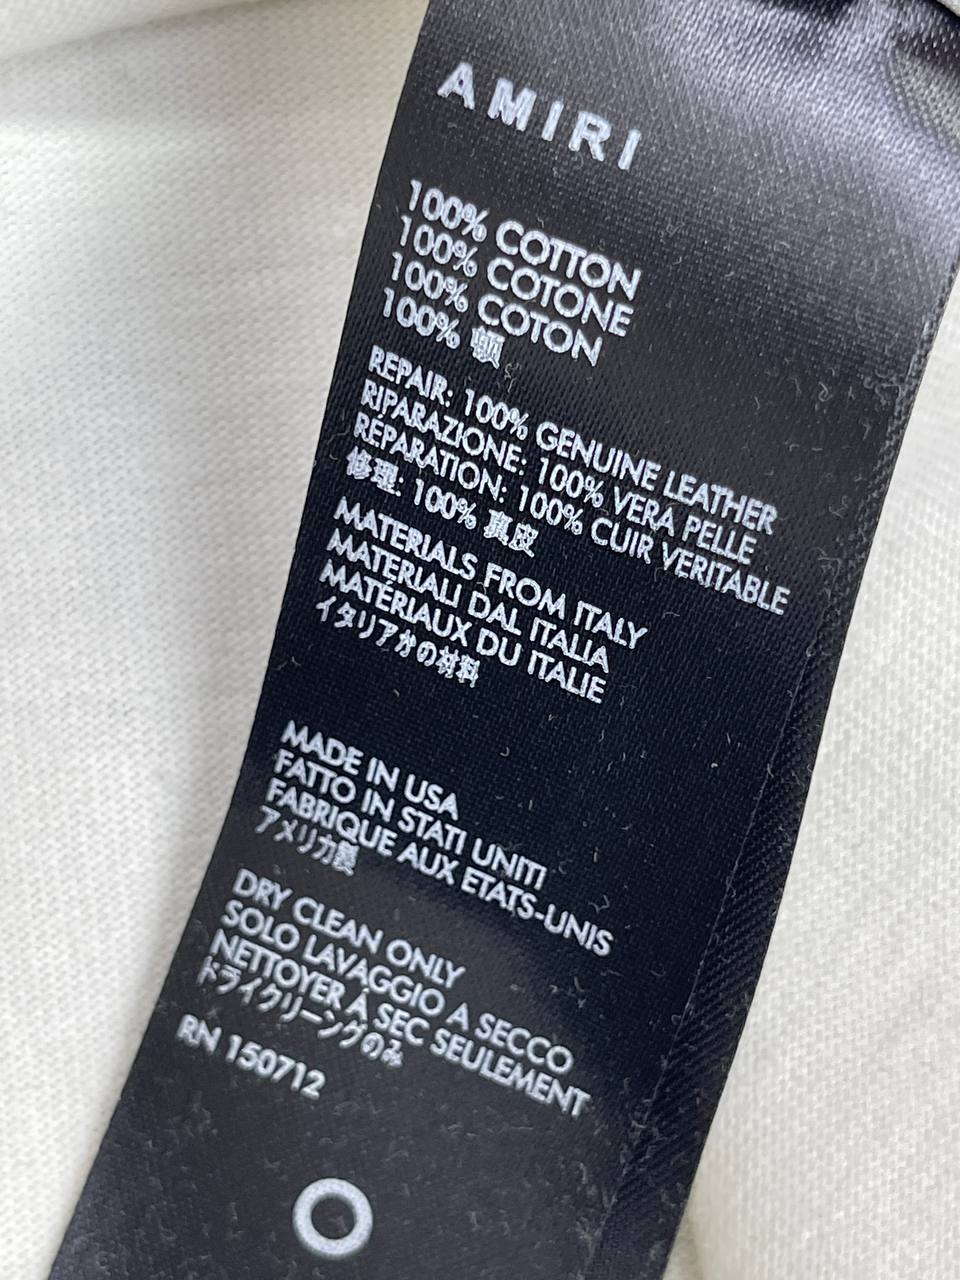 AMIRI
100% COTTON
100% COTONE
100% COTON
100%
REPAIR: 100% GENUINE LEATHER
RIPARAZIONE: 100% VERA PELLE
RÉPARATION: 100% CUIR VERITABLE
修理: 100% 真皮
MATERIALS FROM ITALY
MATERIALI DAL ITALIA
MATÉRIAUX DU ITALIE
イタリアかの材料
MADE IN USA
FATTO IN STATI UNITI
FABRIQUE AUX ETATS-UNIS
アメリカ製
DRY CLEAN ONLY
SOLO LAVAGGIO A SECCO
NETTOYER Á SEC SEULEMENT
ドライクリーニングのみ
RN 150712